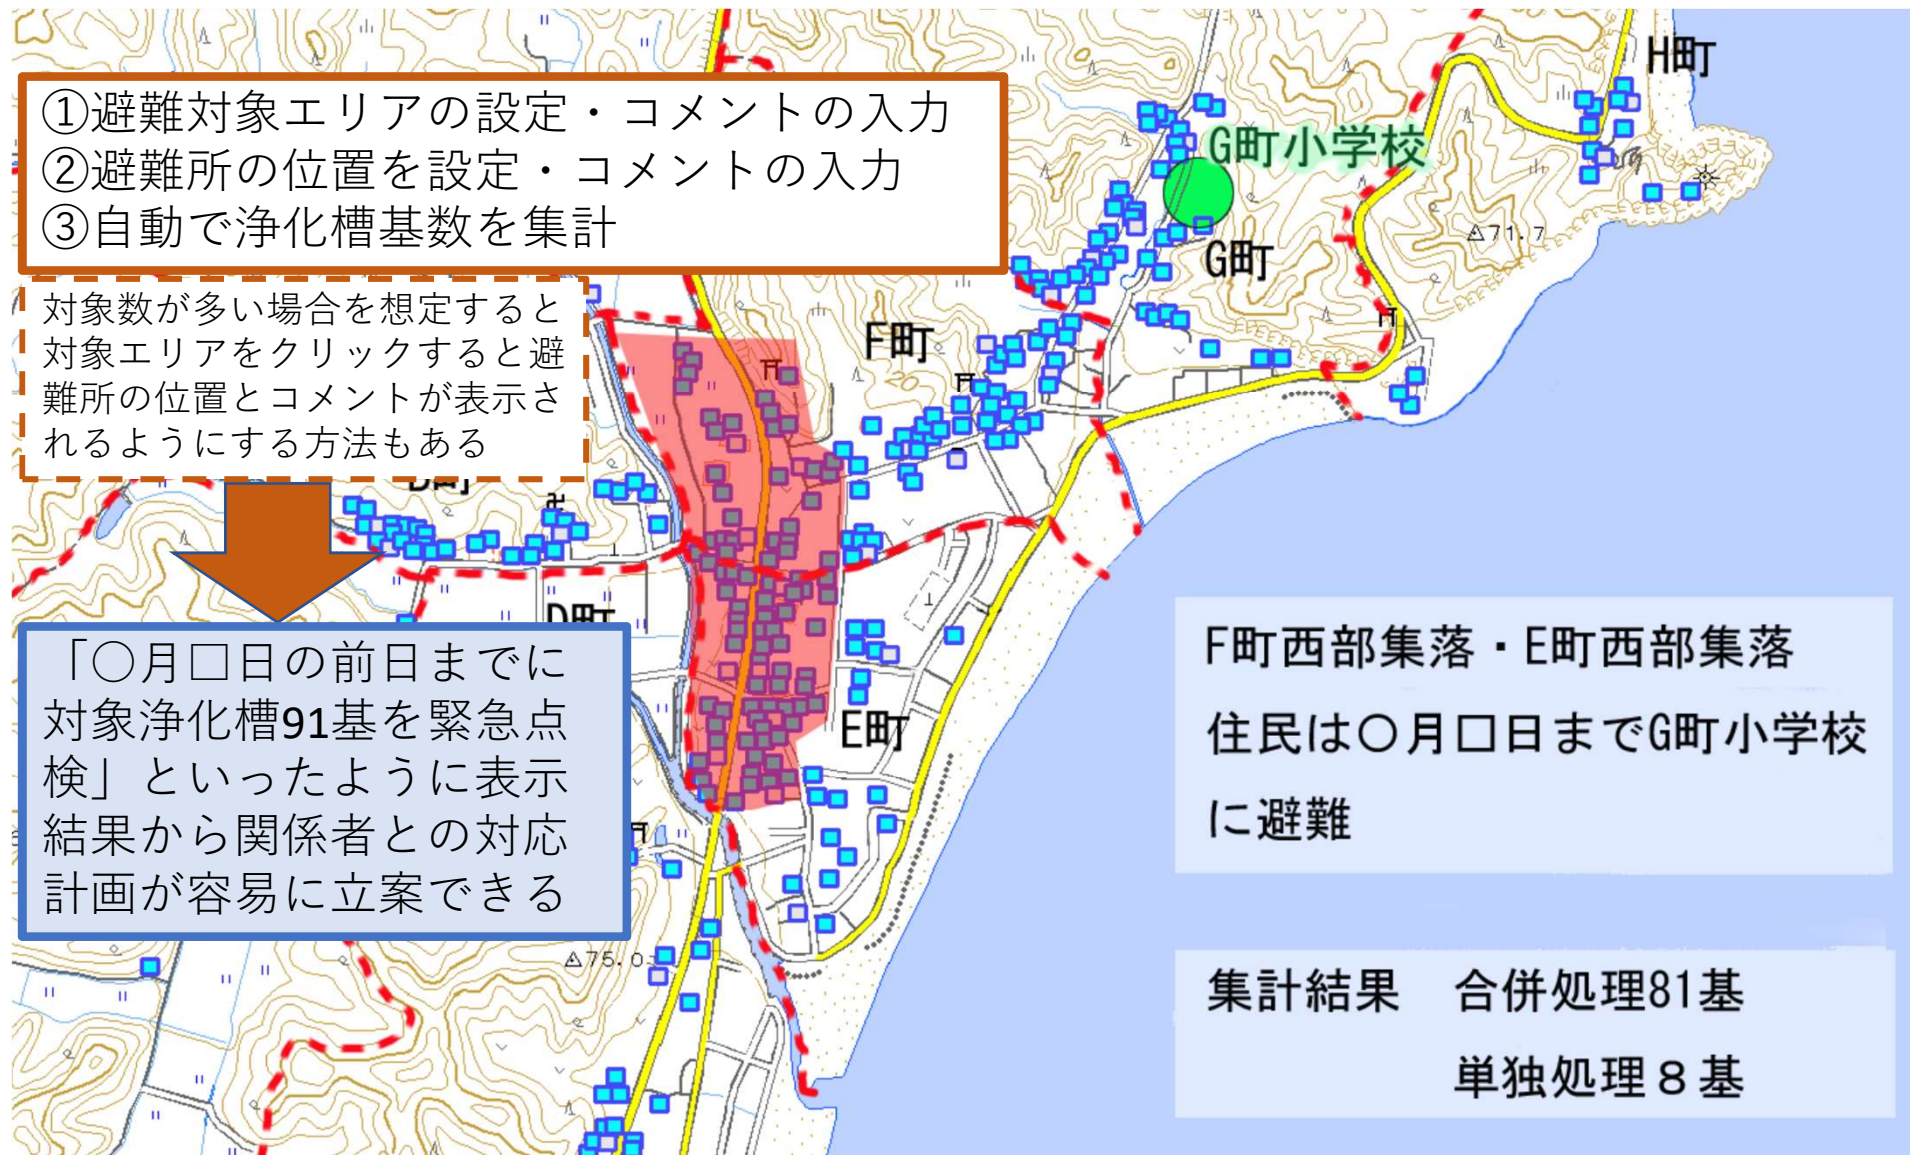 ①避難対象エリアの設定・コメントの入力
②避難所の位置を設定・コメントの入力
③自動で浄化槽基数を集計
対象数が多い場合を想定すると
対象エリアをクリックすると避
難所の位置とコメントが表示さ
れるようにする方法もある
「○月□日の前日までに
対象浄化槽91基を緊急点
検」といったように表示
結果から関係者との対応
計画が容易に立案できる
H町
G町小学校
G町
71.7
F町
20
D町
E町
75.0
F町西部集落・E町西部集落
住民は○月□日までG町小学校
に避難
集計結果 合併処理81基
単独処理8基